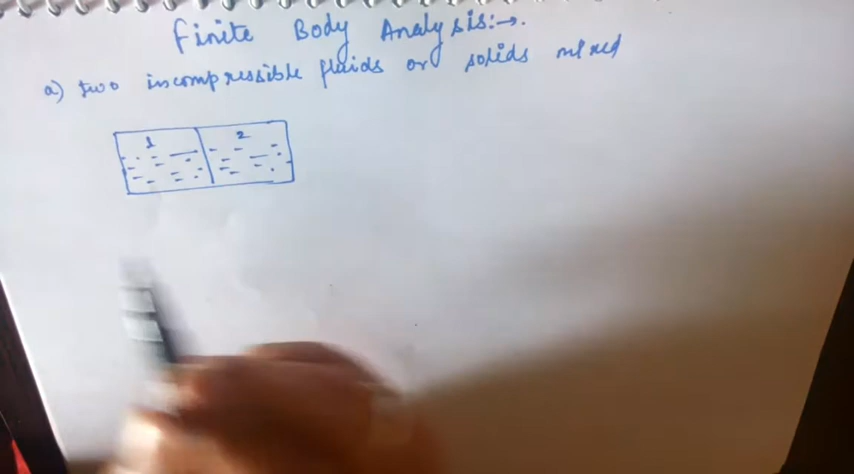 Finite Body Analysis:→.
a) two incompressible fluids or solids mixed
1 2